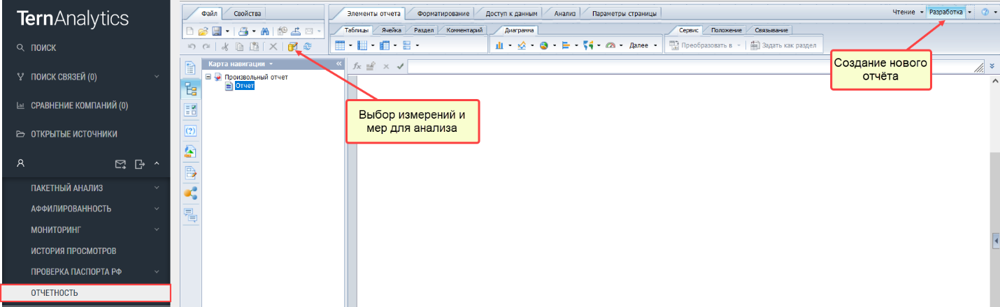 TernAnalytics
ПОИСК
ПОИСК СВЯЗЕЙ (0)
СРАВНЕНИЕ КОМПАНИЙ (0)
ОТКРЫТЫЕ ИСТОЧНИКИ
ПАКЕТНЫЙ АНАЛИЗ
АФФИЛИРОВАННОСТЬ
МОНИТОРИНГ
ИСТОРИЯ ПРОСМОТРОВ
ПРОВЕРКА ПАСПОРТА РФ
ОТЧЕТНОСТЬ
Файл Свойства
Элементы отчета Форматирование Доступ к данным Анализ Параметры страницы
Чтение Разработка
Таблицы Ячейка Раздел Комментарий Диаграмма Сервис Положение Связывание
Далее Преобразовать в Задать как раздел
Карта навигации
Произвольный отчет
Отчет
fx
Создание нового
отчёта
Выбор измерений и
мер для анализа